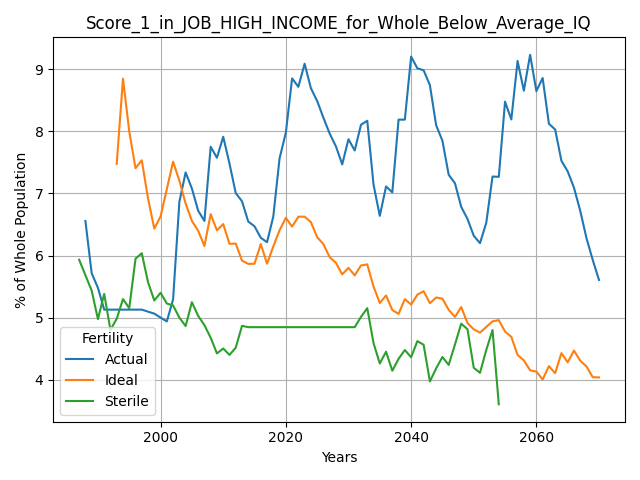 Score_1_in_JOB_HIGH_INCOME_for_Whole_Below_Average_IQ
% of Whole Population
9
8
7
6
5
4
Fertility
Actual
Ideal
Sterile
2000 2020 2040 2060
Years